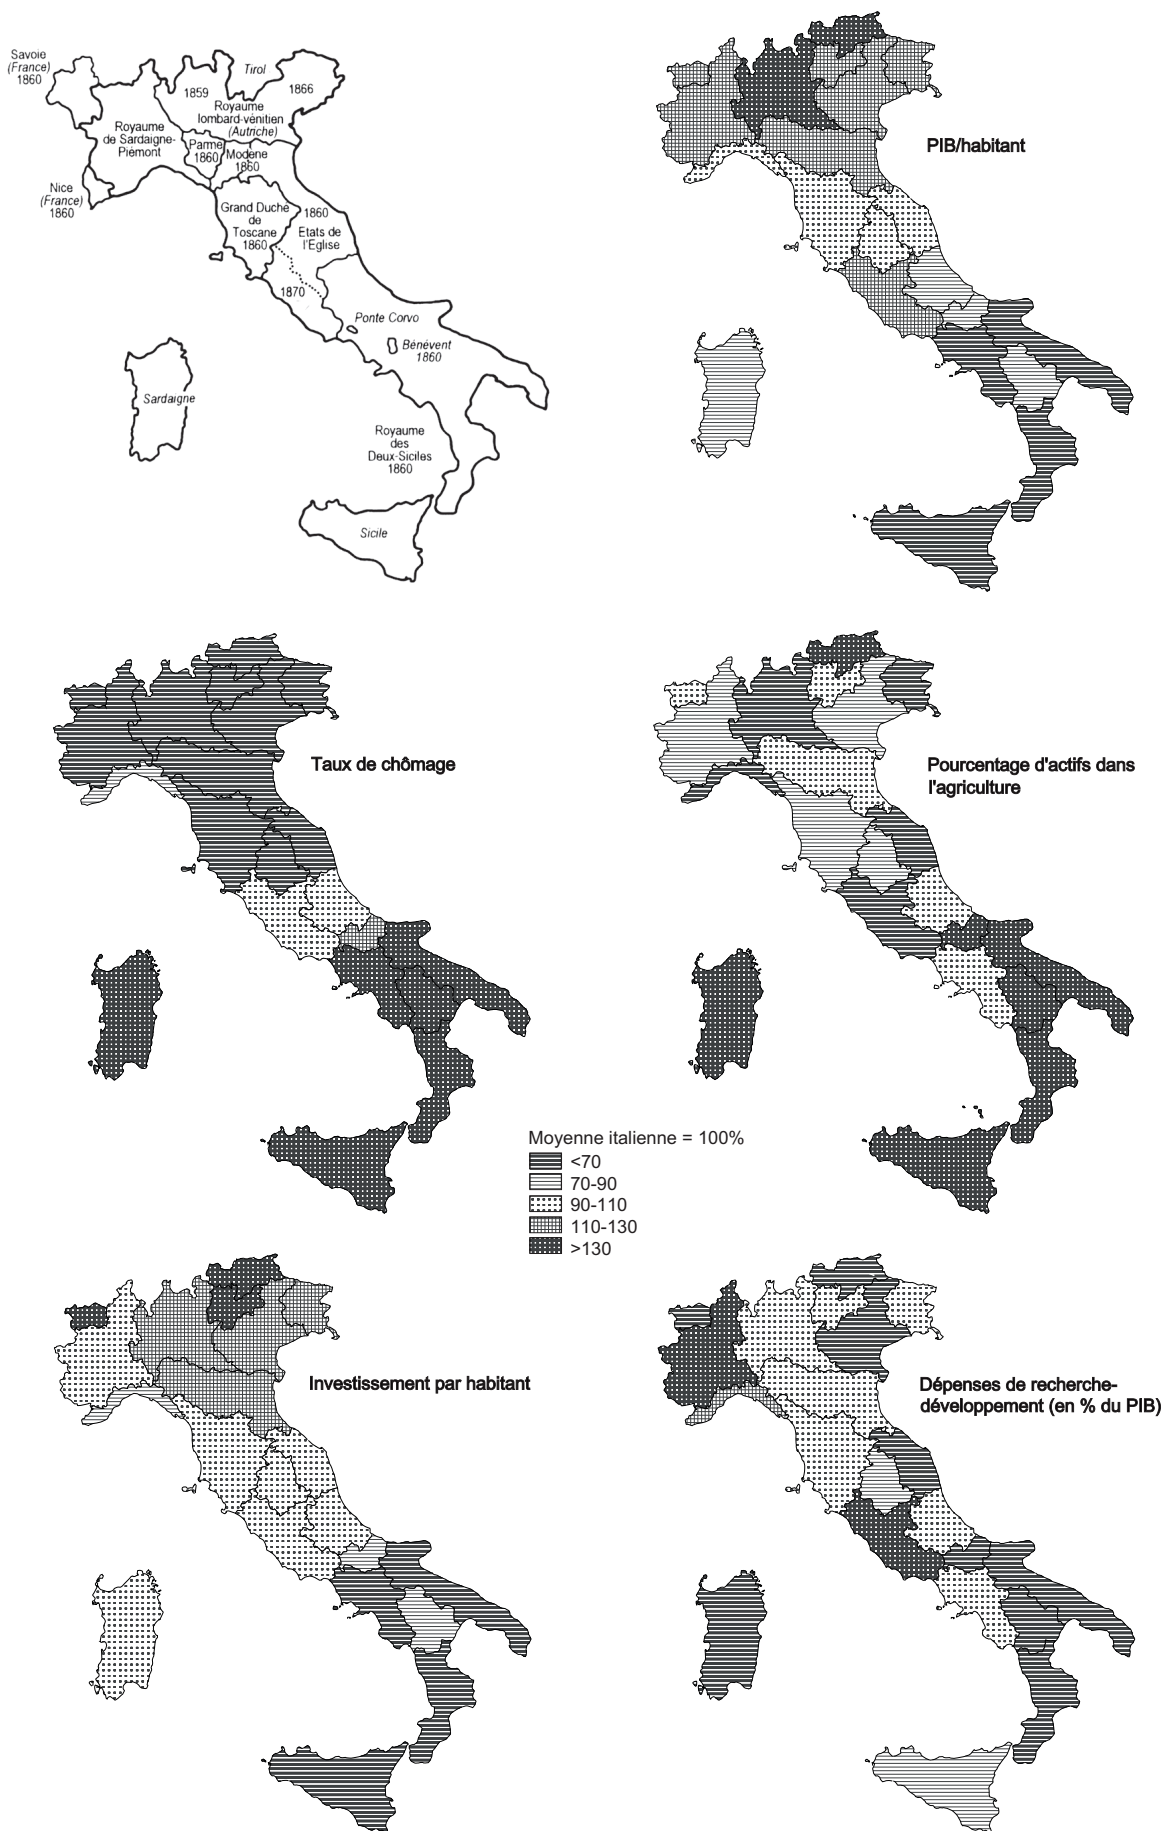 Savoie
(France)
1860
Tirol
1859
1866
Royaume
lombard-vénitien
(Autriche)
Royaume
de Sardaigne-
Piémont
Parme
1860
Modène
1860
Nice
(France)
1860
Grand Duché
de
Toscane
1860
1860
Etats de
l'Eglise
1870
Ponte Corvo
Bénévent
1860
Sardaigne
Royaume
des
Deux-Siciles
1860
Sicile
PIB/habitant
Taux de chômage
Pourcentage d'actifs dans
l'agriculture
Moyenne italienne = 100%
<70
70-90
90-110
110-130
>130
Investissement par habitant
Dépenses de recherche-
développement (en % du PIB)